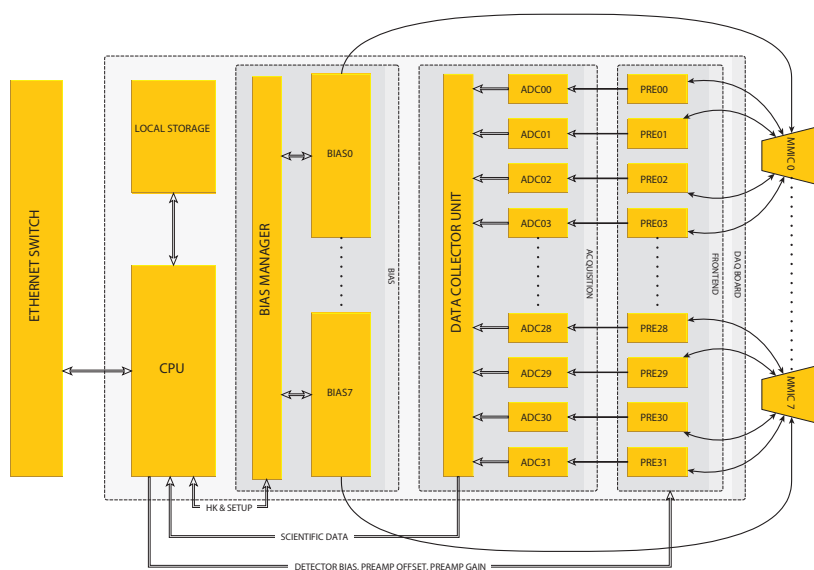 ETHERNET SWITCH
LOCAL STORAGE
CPU
BIAS MANAGER
BIAS0
BIAS7
BIAS
DATA COLLECTOR UNIT
ADC00
ADC01
ADC02
ADC03
ADC28
ADC29
ADC30
ADC31
ACQUISITION
PRE00
PRE01
PRE02
PRE03
PRE28
PRE29
PRE30
PRE31
FRONTEND
DAQ BOARD
MMIC 0
MMIC 7
HK & SETUP
SCIENTIFIC DATA
DETECTOR BIAS, PREAMP OFFSET, PREAMP GAIN